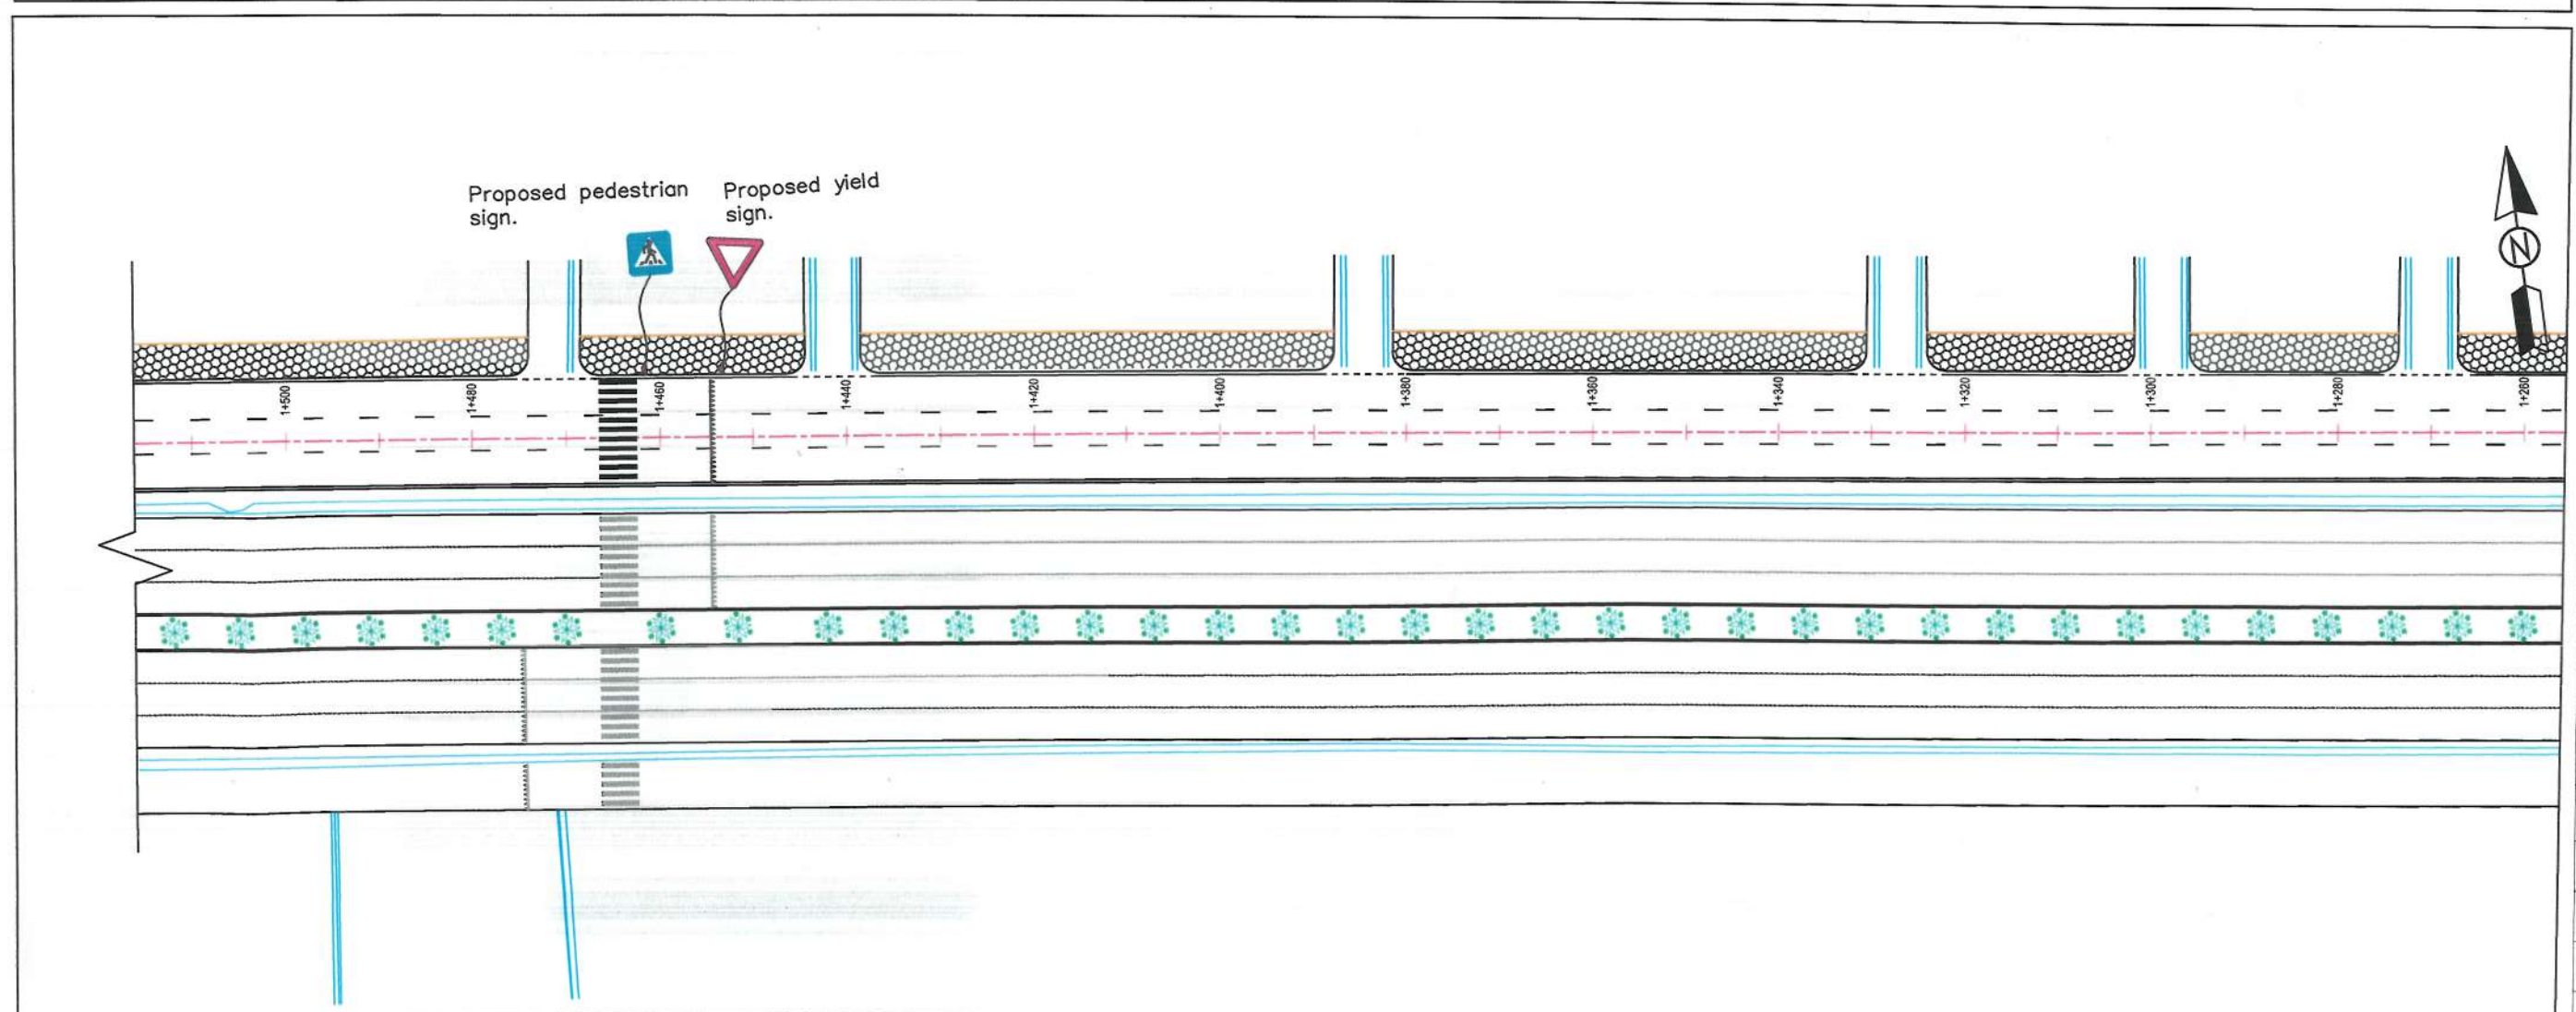 Proposed pedestrian
sign.
Proposed yield
sign.
N
1+500
1+480
1+460
1+440
1+420
1+400
1+380
1+360
1+340
1+320
1+300
1+280
1+260